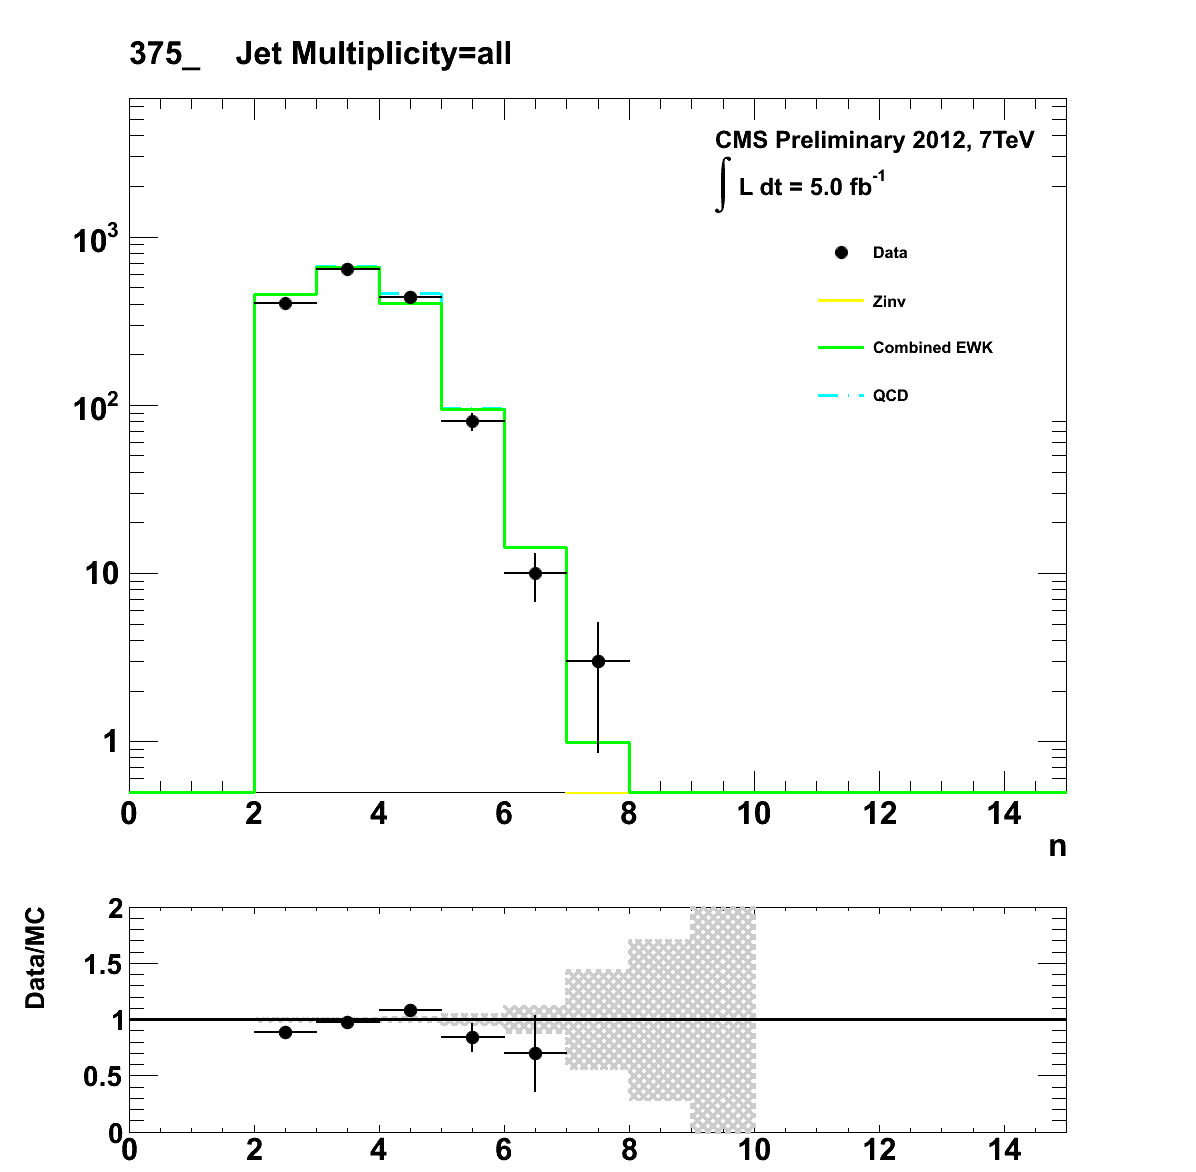 375_ Jet Multiplicity=all
CMS Preliminary 2012, 7TeV
∫ L dt = 5.0 fb⁻¹
Data
Zinv
Combined EWK
QCD
10³
10²
10
1
0 2 4 6 8 10 12 14
n
Data/MC
2
1.5
1
0.5
0
0 2 4 6 8 10 12 14